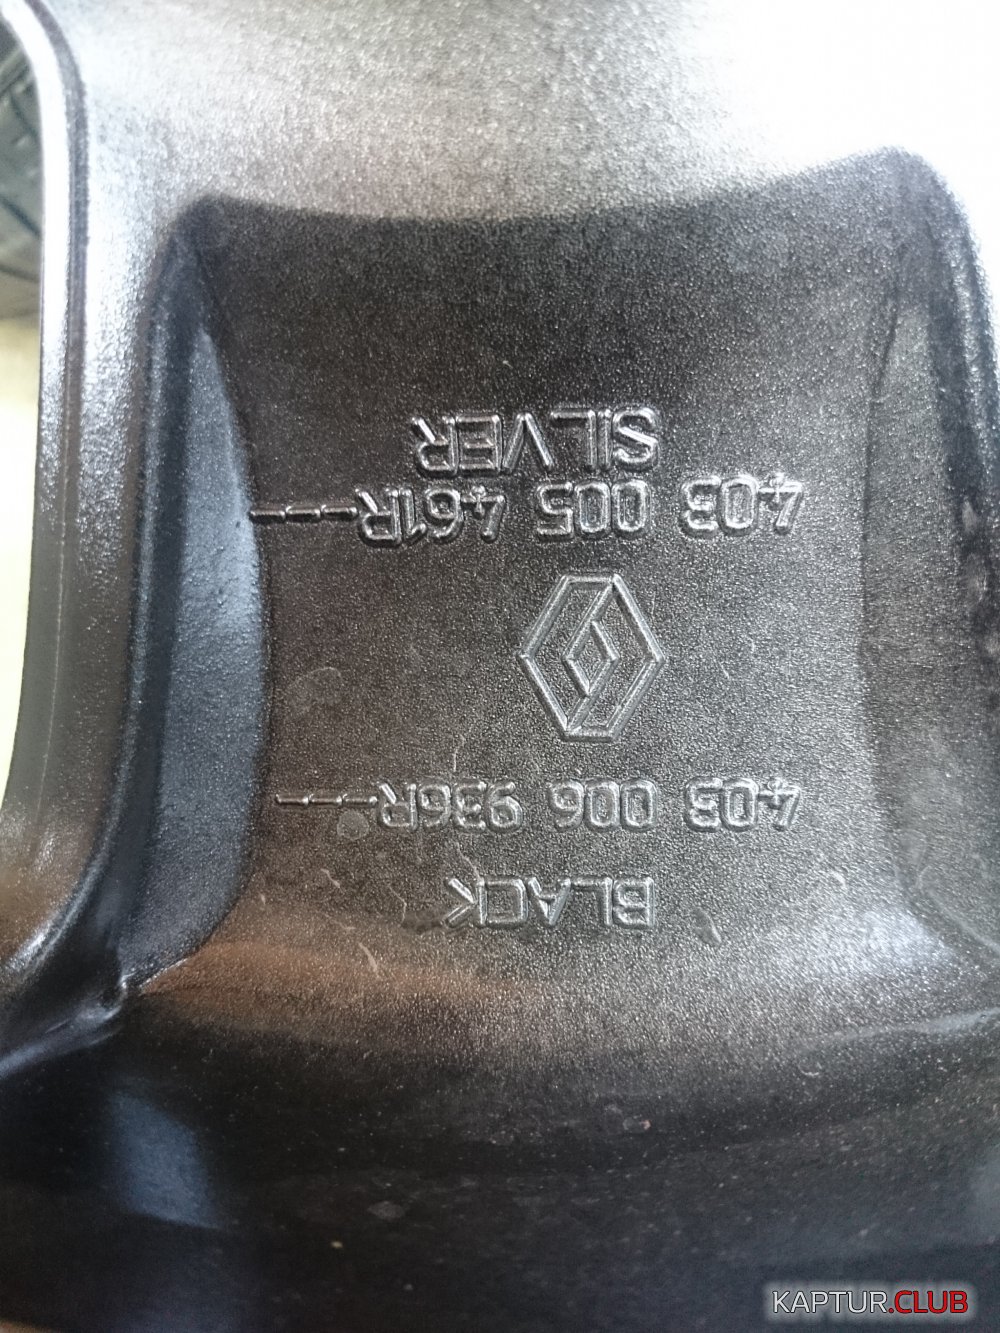 BLACK
403 006 936R----
403 005 461R----
SILVER
KAPTUR.CLUB